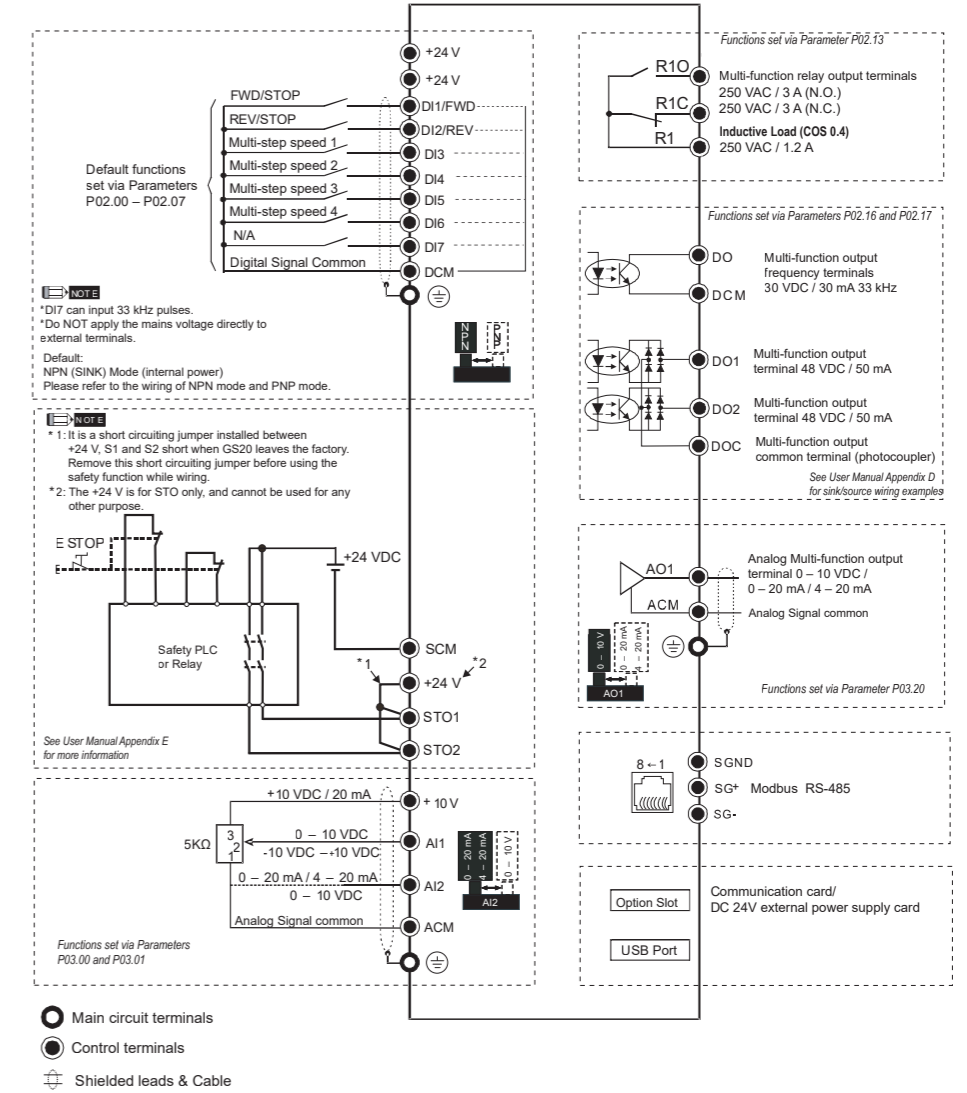 +24 V
+24 V
FWD/STOP
DI1/FWD
REV/STOP
DI2/REV
Multi-step speed 1
DI3
Multi-step speed 2
DI4
Multi-step speed 3
DI5
Multi-step speed 4
DI6
N/A
DI7
Digital Signal Common
DCM
Default functions
set via Parameters
P02.00 – P02.07
NOTE
*DI7 can input 33 kHz pulses.
*Do NOT apply the mains voltage directly to
external terminals.
Default:
NPN (SINK) Mode (internal power)
Please refer to the wiring of NPN mode and PNP mode.
NPN
PNP
NOTE
* 1: It is a short circuiting jumper installed between
+24 V, S1 and S2 short when GS20 leaves the factory.
Remove this short circuiting jumper before using the
safety function while wiring.
*2: The +24 V is for STO only, and cannot be used for any
other purpose.
E STOP
+24 VDC
Safety PLC
or Relay
SCM
*1
*2
+24 V
STO1
STO2
See User Manual Appendix E
for more information
+10 VDC / 20 mA
+ 10 V
5KΩ
3
2
1
0 – 10 VDC
-10 VDC –+10 VDC
AI1
0 – 20 mA / 4 – 20 mA
0 – 10 VDC
AI2
Analog Signal common
ACM
0 – 20 mA
4 – 20 mA
0 – 10 V
AI2
Functions set via Parameters
P03.00 and P03.01
Functions set via Parameter P02.13
R1O
R1C
R1
Multi-function relay output terminals
250 VAC / 3 A (N.O.)
250 VAC / 3 A (N.C.)
Inductive Load (COS 0.4)
250 VAC / 1.2 A
Functions set via Parameters P02.16 and P02.17
DO
DCM
Multi-function output
frequency terminals
30 VDC / 30 mA 33 kHz
DO1
Multi-function output
terminal 48 VDC / 50 mA
DO2
Multi-function output
terminal 48 VDC / 50 mA
DOC
Multi-function output
common terminal (photocoupler)
See User Manual Appendix D
for sink/source wiring examples
AO1
Analog Multi-function output
terminal 0 – 10 VDC /
0 – 20 mA / 4 – 20 mA
ACM
Analog Signal common
0 – 10 V
0 – 20 mA
4 – 20 mA
AO1
Functions set via Parameter P03.20
8 ← 1
SGND
SG+
SG-
Modbus RS-485
Option Slot
Communication card/
DC 24V external power supply card
USB Port
Main circuit terminals
Control terminals
Shielded leads & Cable